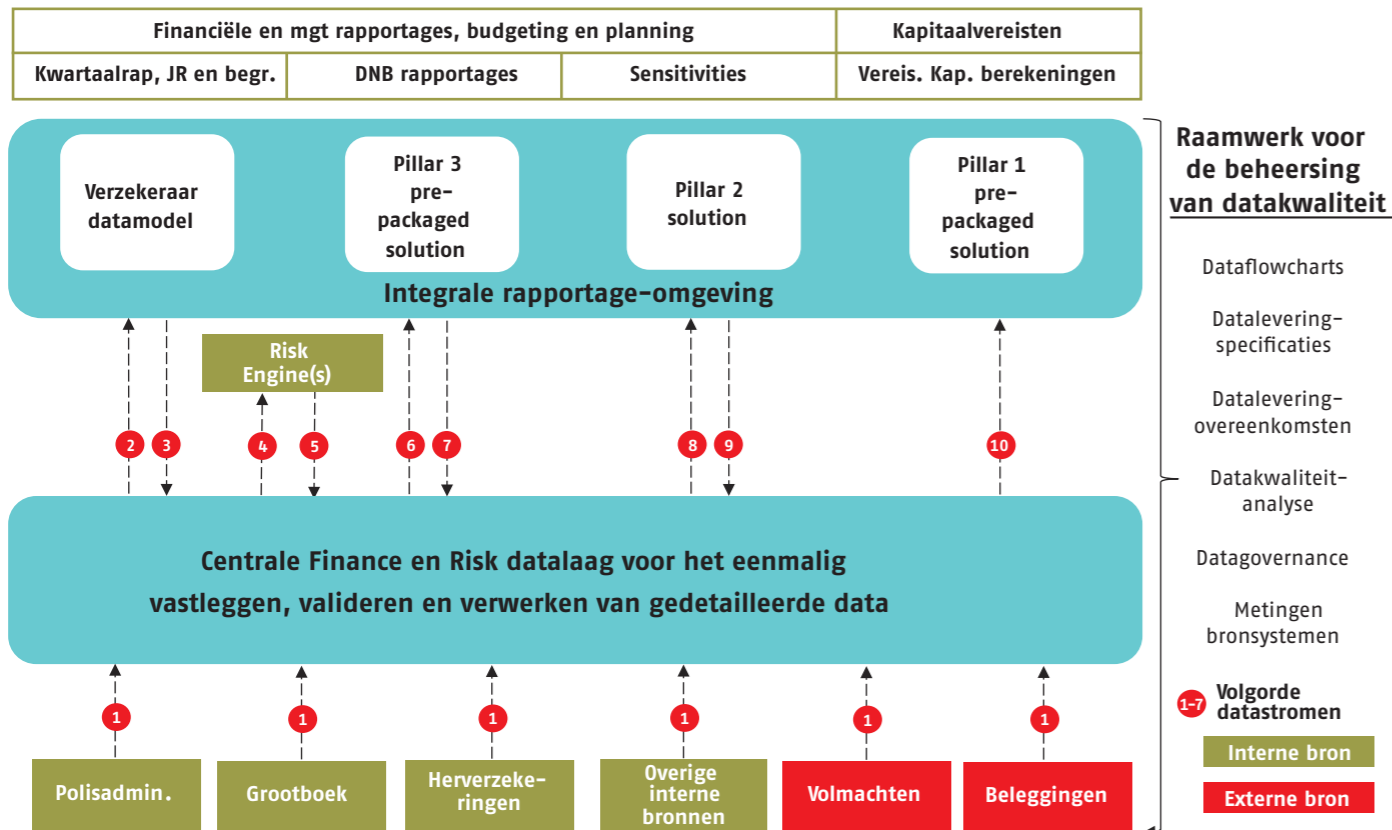 Financiële en mgt rapportages, budgeting en planning
Kapitaalvereisten
Kwartaalrap, JR en begr.
DNB rapportages
Sensitivities
Vereis. Kap. berekeningen
Verzekeraar
datamodel
Pillar 3
pre-
packaged
solution
Pillar 2
solution
Pillar 1
pre-
packaged
solution
Integrale rapportage-omgeving
Risk
Engine(s)
2
3
4
5
6
7
8
9
10
Centrale Finance en Risk datalaag voor het eenmalig
vastleggen, valideren en verwerken van gedetailleerde data
1
1
1
1
1
1
Polisadmin.
Grootboek
Herverzeke-
ringen
Overige
interne
bronnen
Volmachten
Beleggingen
Raamwerk voor
de beheersing
van datakwaliteit
Dataflowcharts
Datalevering-
specificaties
Datalevering-
overeenkomsten
Datakwaliteit-
analyse
Datagovernance
Metingen
bronsystemen
1-7
Volgorde
datastromen
Interne bron
Externe bron